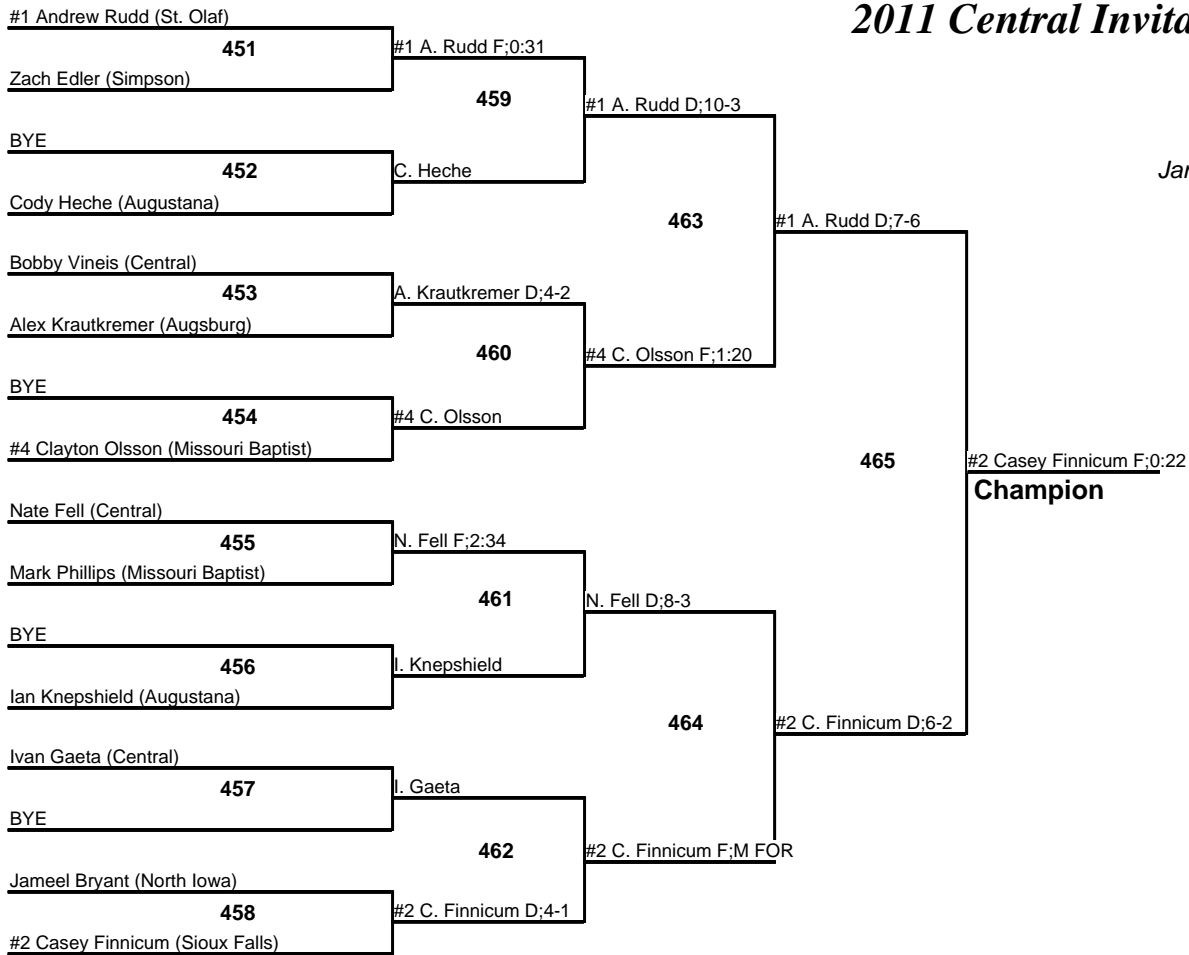 2011 Central Invita
Jar
#1 Andrew Rudd (St. Olaf)
451
Zach Edler (Simpson)
BYE
452
Cody Heche (Augustana)
Bobby Vineis (Central)
453
Alex Krautkremer (Augsburg)
BYE
454
#4 Clayton Olsson (Missouri Baptist)
Nate Fell (Central)
455
Mark Phillips (Missouri Baptist)
BYE
456
Ian Knepshield (Augustana)
Ivan Gaeta (Central)
457
BYE
Jameel Bryant (North Iowa)
458
#2 Casey Finnicum (Sioux Falls)
#1 A. Rudd F;0:31
459
C. Heche
A. Krautkremer D;4-2
460
#4 C. Olsson
N. Fell F;2:34
461
I. Knepshield
I. Gaeta
462
#2 C. Finnicum D;4-1
#1 A. Rudd D;10-3
463
#4 C. Olsson F;1:20
N. Fell D;8-3
464
#2 C. Finnicum F;M FOR
#1 A. Rudd D;7-6
465
#2 C. Finnicum D;6-2
#2 Casey Finnicum F;0:22
Champion